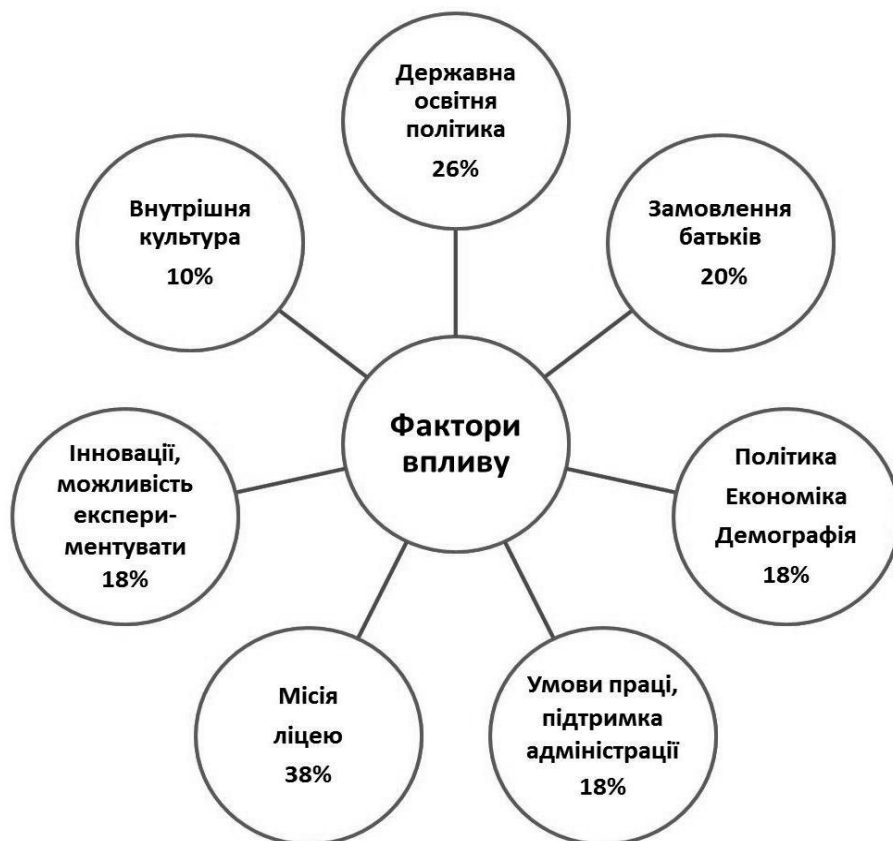 Державна
освітня
політика
26%
Внутрішня
культура
10%
Замовлення
батьків
20%
Фактори
впливу
Інновації,
можливість
експери-
ментувати
18%
Політика
Економіка
Демографія
18%
Місія
ліцею
38%
Умови праці,
підтримка
адміністрації
18%